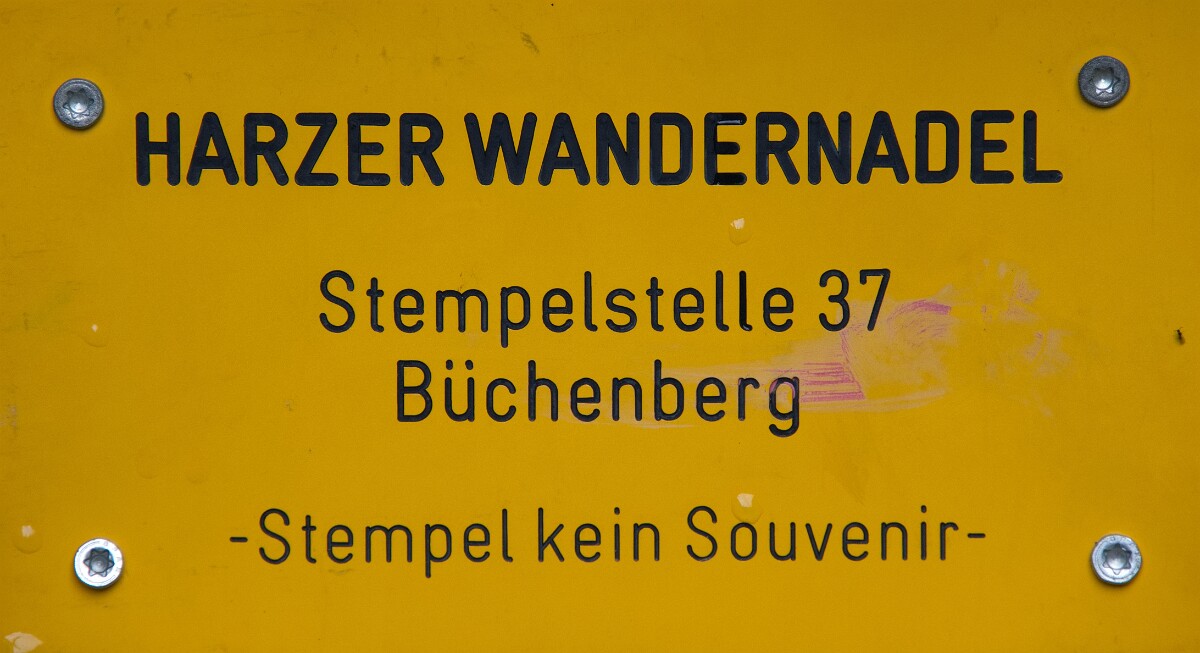 HARZER WANDERNADEL
Stempelstelle 37
Büchenberg
-Stempel kein Souvenir-